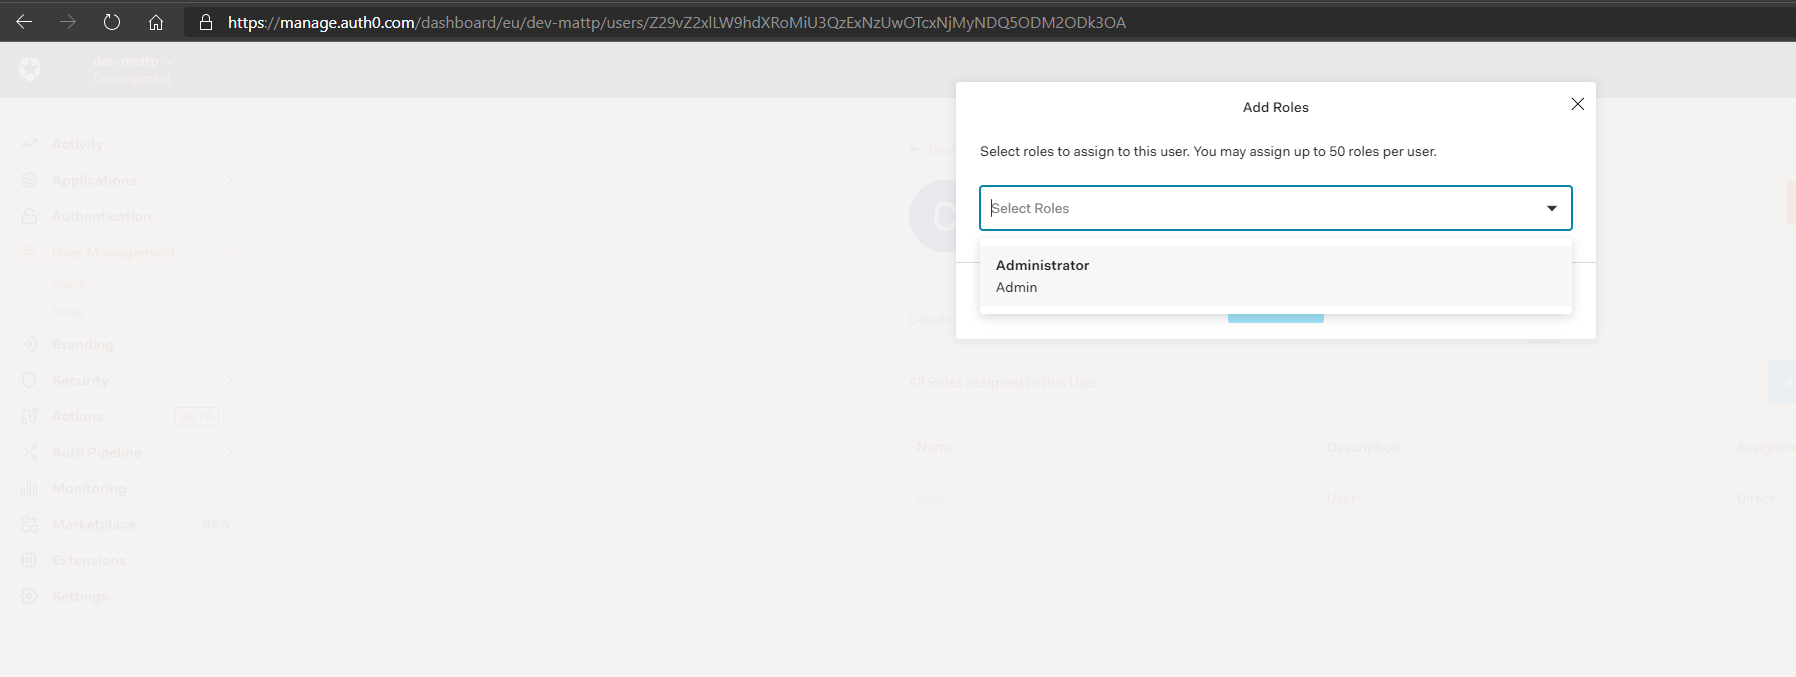 https://manage.auth0.com/dashboard/eu/dev-mattp/users/Z29vZ2xlLW9hdXRoMiU3QzExNzUwOTcxNjMyNDQ5ODM2ODk3OA
dev-mattp
Development
Add Roles
Select roles to assign to this user. You may assign up to 50 roles per user.
Select Roles
Administrator
Admin
Activity
Applications
Authentication
User Management
Users
Roles
Branding
Security
Actions BETA
Auth Pipeline
Monitoring
Marketplace NEW
Extensions
Settings
C
Details
All Roles assigned to this User
Name Description
User User Direct